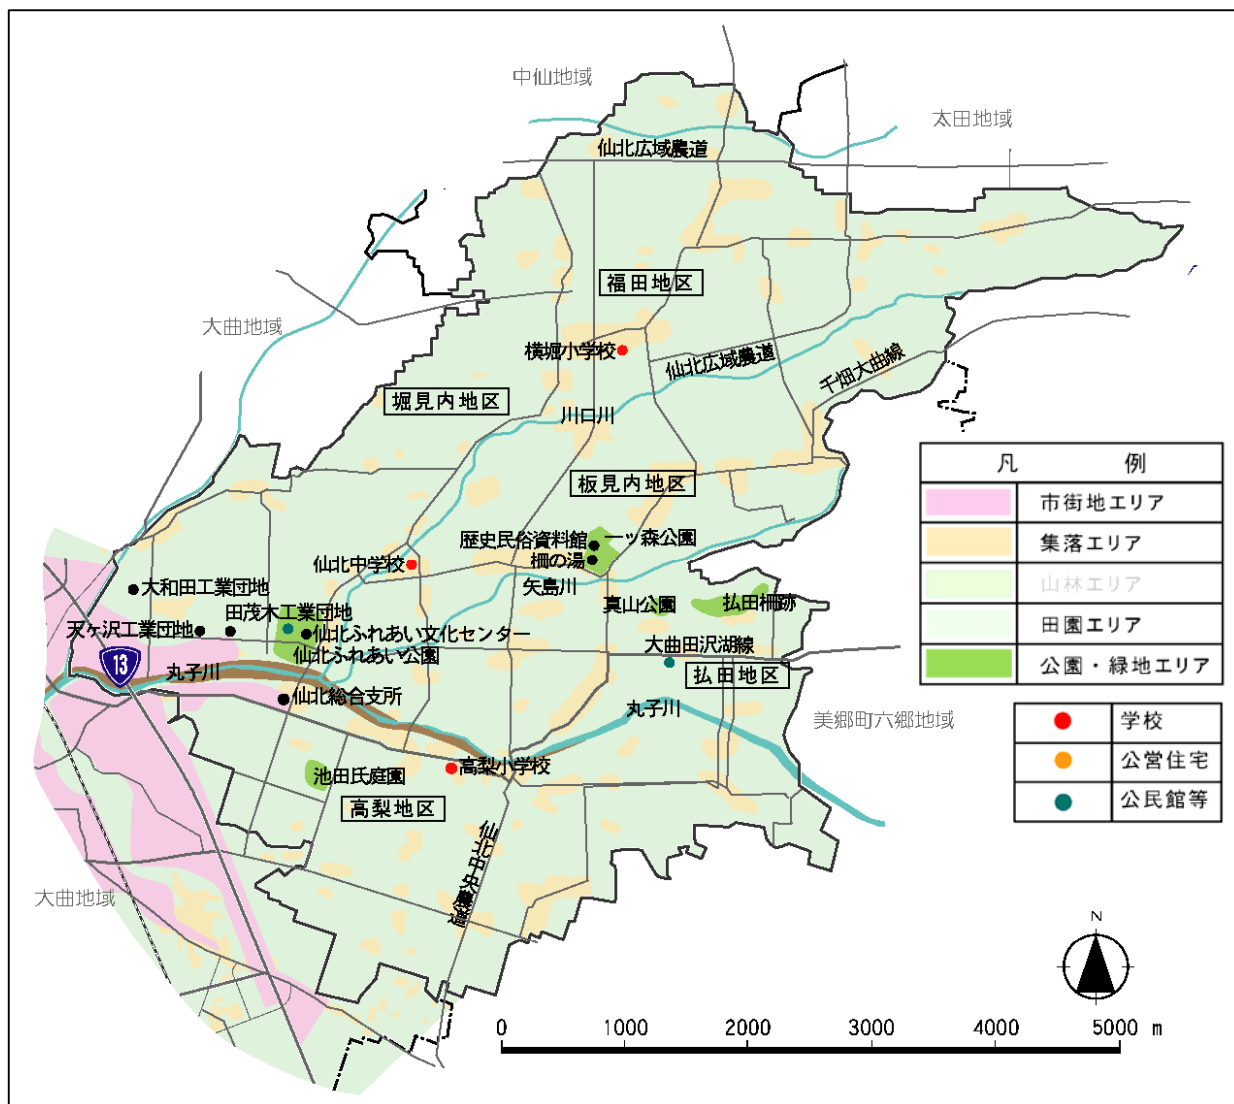 中仙地域
太田地域
仙北広域農道
福田地区
大曲地域
横堀小学校
仙北広域農道
千畑大曲線
堀見内地区
川口川
凡 例
市街地エリア
集落エリア
山林エリア
田園エリア
公園・緑地エリア
板見内地区
歴史民俗資料館
一ッ森公園
柵の湯
仙北中学校
矢島川
大和田工業団地
田茂木工業団地
真山公園
払田柵跡
天ヶ沢工業団地
仙北ふれあい文化センター
大曲田沢湖線
仙北ふれあい公園
13
丸子川
払田地区
仙北総合支所
丸子川
美郷町六郷地域
学校
公営住宅
公民館等
池田氏庭園
高梨小学校
高梨地区
仙北中央農道
大曲地域
N
0 1000 2000 3000 4000 5000 m